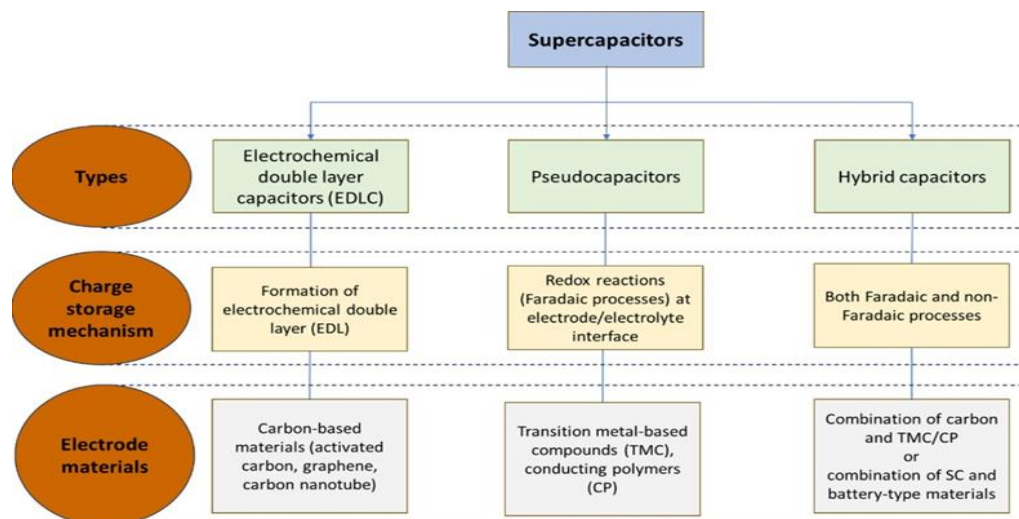 Supercapacitors
Types
Electrochemical
double layer
capacitors (EDLC)
Pseudocapacitors
Hybrid capacitors
Charge
storage
mechanism
Formation of
electrochemical double
layer (EDL)
Redox reactions
(Faradaic processes) at
electrode/electrolyte
interface
Both Faradaic and non-
Faradaic processes
Electrode
materials
Carbon-based
materials (activated
carbon, graphene,
carbon nanotube)
Transition metal-based
compounds (TMC),
conducting polymers
(CP)
Combination of carbon
and TMC/CP
or
combination of SC and
battery-type materials